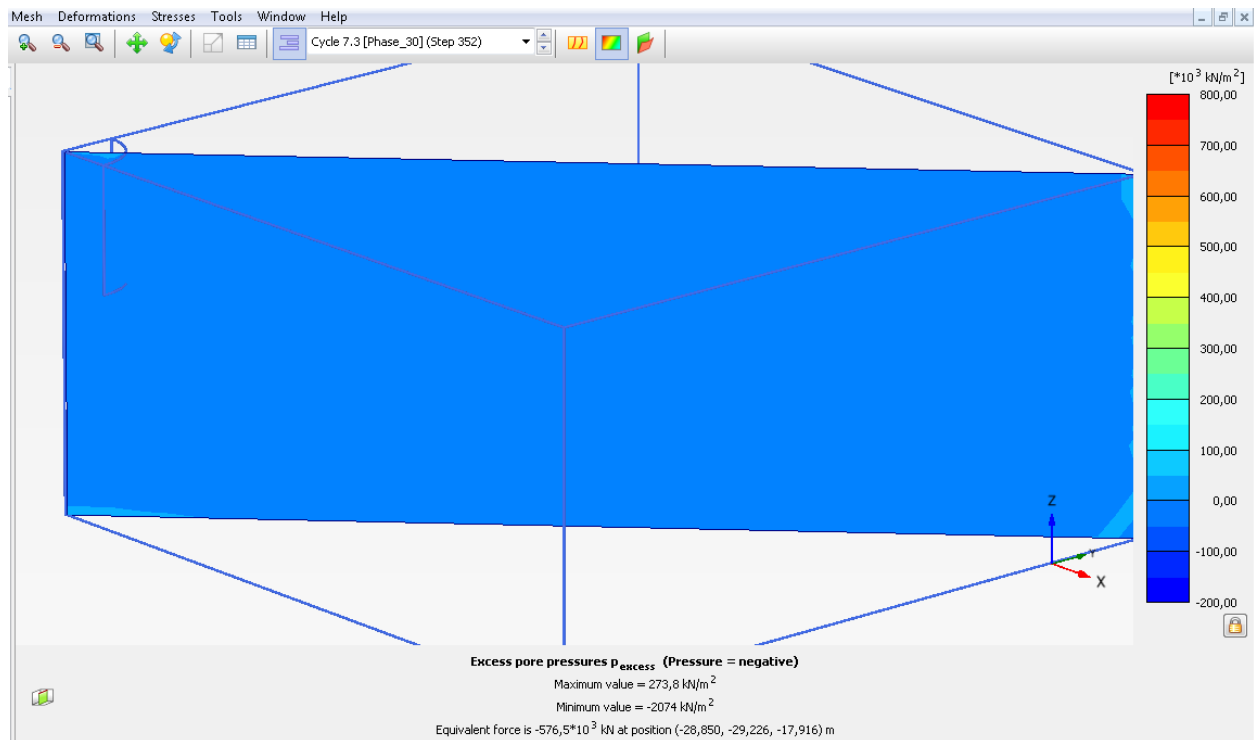 Mesh Deformations Stresses Tools Window Help
Cycle 7.3 [Phase_30] (Step 352)
[*10³ kN/m²]
800,00
700,00
600,00
500,00
400,00
300,00
200,00
100,00
0,00
-100,00
-200,00
Z
Y
X
Excess pore pressures p_excess (Pressure = negative)
Maximum value = 273,8 kN/m²
Minimum value = -2074 kN/m²
Equivalent force is -576,5*10³ kN at position (-28,850, -29,226, -17,916) m